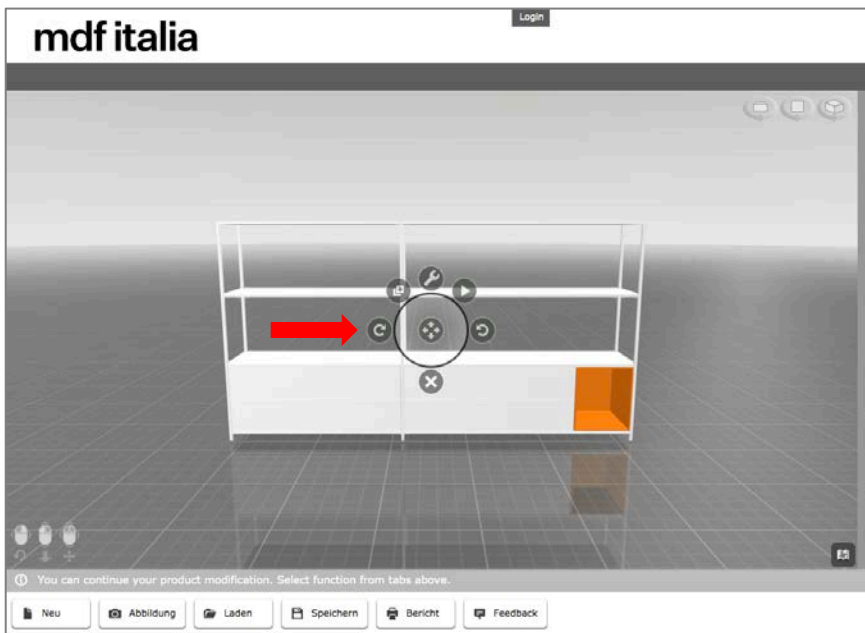 Login
mdf italia
You can continue your product modification. Select function from tabs above.
Neu Abbildung Laden Speichern Bericht Feedback